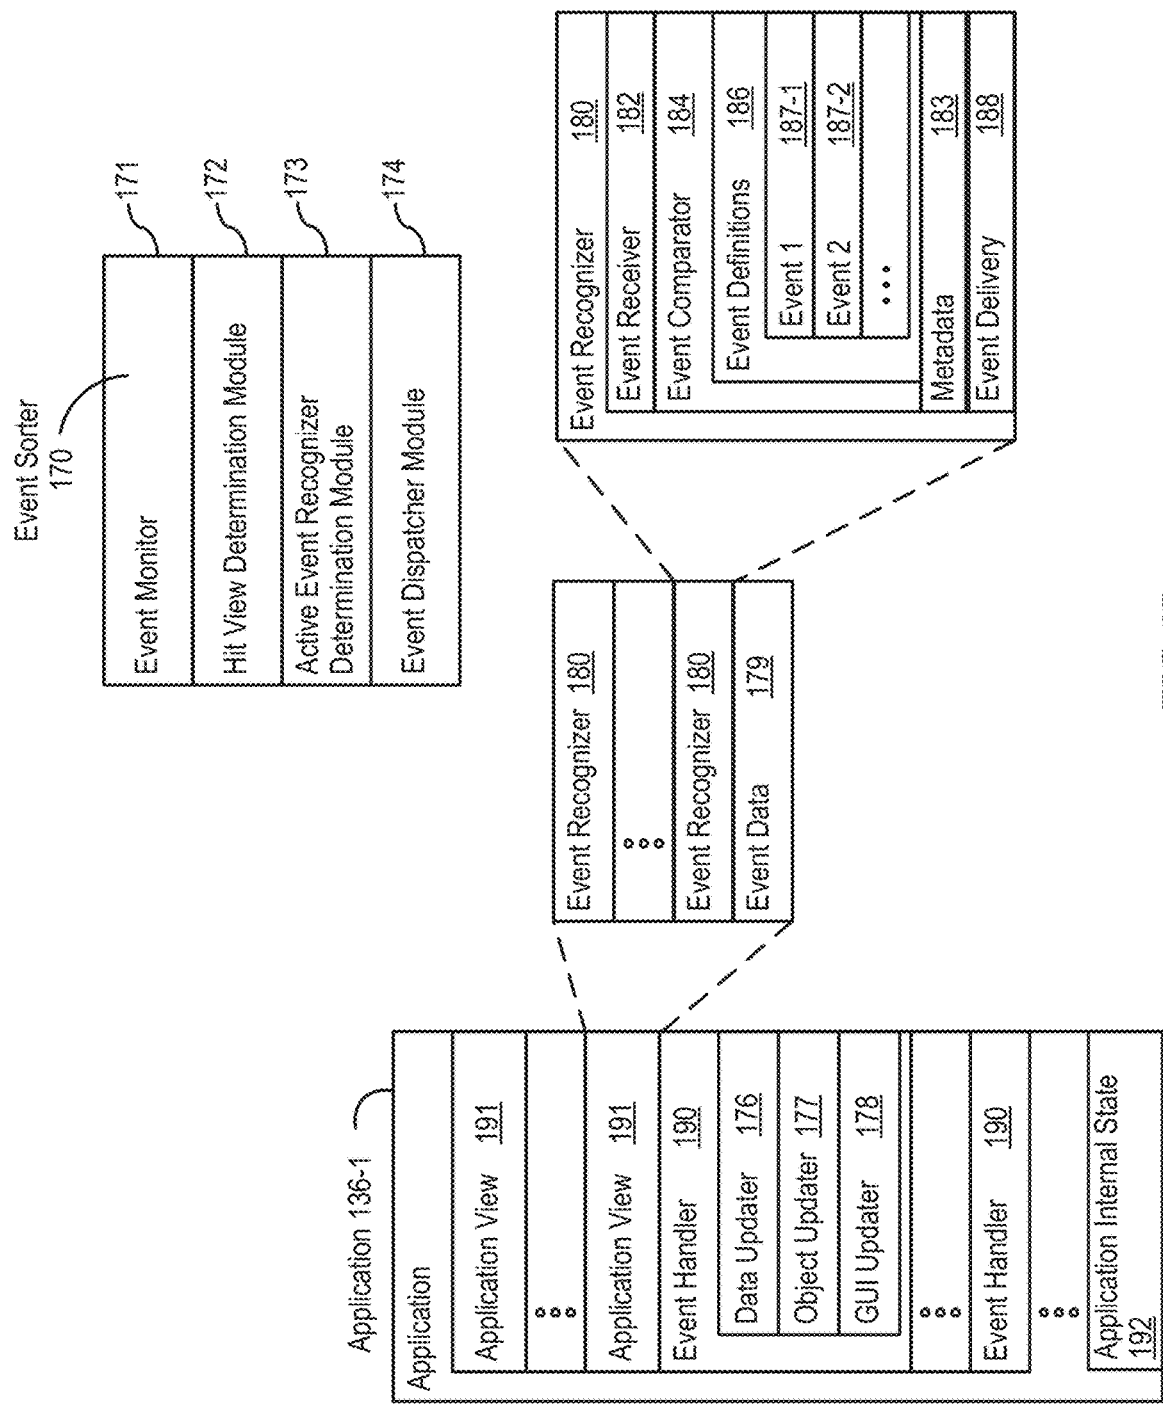 Event Sorter
170
Event Monitor
171
Hit View Determination Module
172
Active Event Recognizer
Determination Module
173
Event Dispatcher Module
174
Application 136-1
Application
Application View 191
Application View 191
Event Handler 190
Data Updater 176
Object Updater 177
GUI Updater 178
Event Handler 190
Application Internal State
192
Event Recognizer 180
Event Recognizer 180
Event Data 179
Event Recognizer 180
Event Receiver 182
Event Comparator 184
Event Definitions 186
Event 1 187-1
Event 2 187-2
Metadata 183
Event Delivery 188